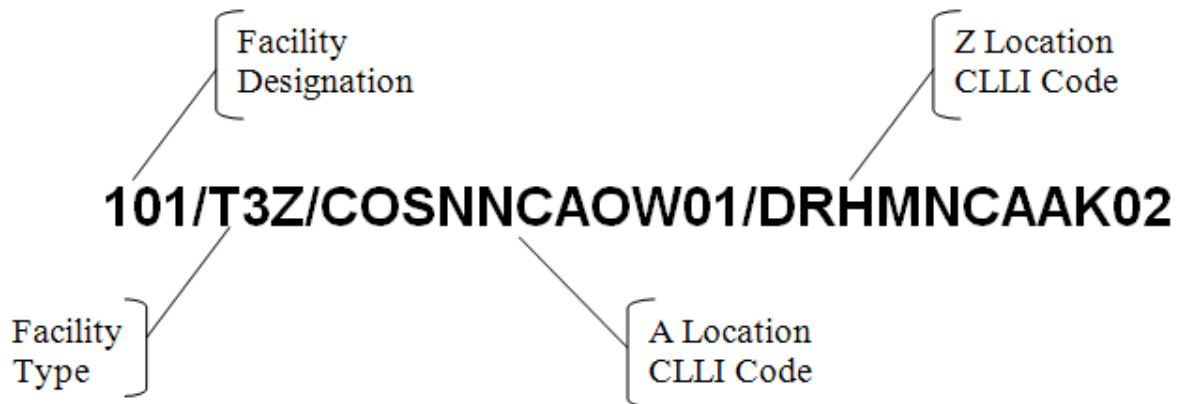 Facility
Designation
Z Location
CLLI Code
101/T3Z/COSNNCAOW01/DRHMNCAAK02
Facility
Type
A Location
CLLI Code